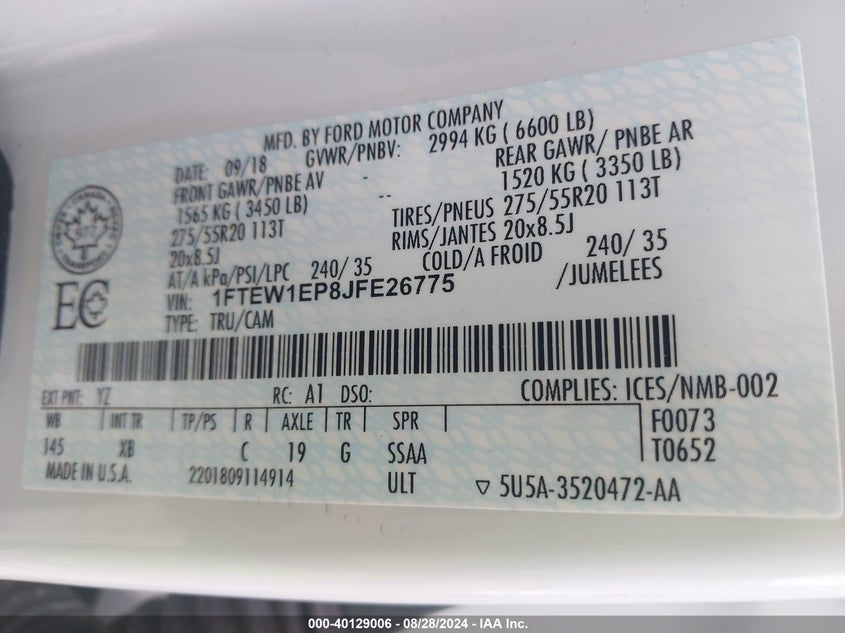 MFD. BY FORD MOTOR COMPANY
DATE: 09/18 GVWR/PNBV: 2994 KG ( 6600 LB)
FRONT GAWR/PNBE AV - REAR GAWR/ PNBE AR
1565 KG ( 3450 LB) -- 1520 KG ( 3350 LB)
275/55R20 113T TIRES/PNEUS 275/55R20 113T
20x8.5J RIMS/JANTES 20x8.5J
AT/A kPa/PSI/LPC 240/ 35 COLD/A FROID 240/ 35
VIN: 1FTEW1EP8JFE26775 /JUMELEES
TYPE: TRU/CAM
EXT PNT: YZ RC: A1 DSO: COMPLIES: ICES/NMB-002
WB INT TR TP/PS R AXLE TR SPR F0073
145 XB C 19 G SSAA T0652
MADE IN U.S.A. 2201809114914 ULT ▽ 5U5A-3520472-AA
977
EC
#00-40129006 - 08/28/2024 - IAA Inc.